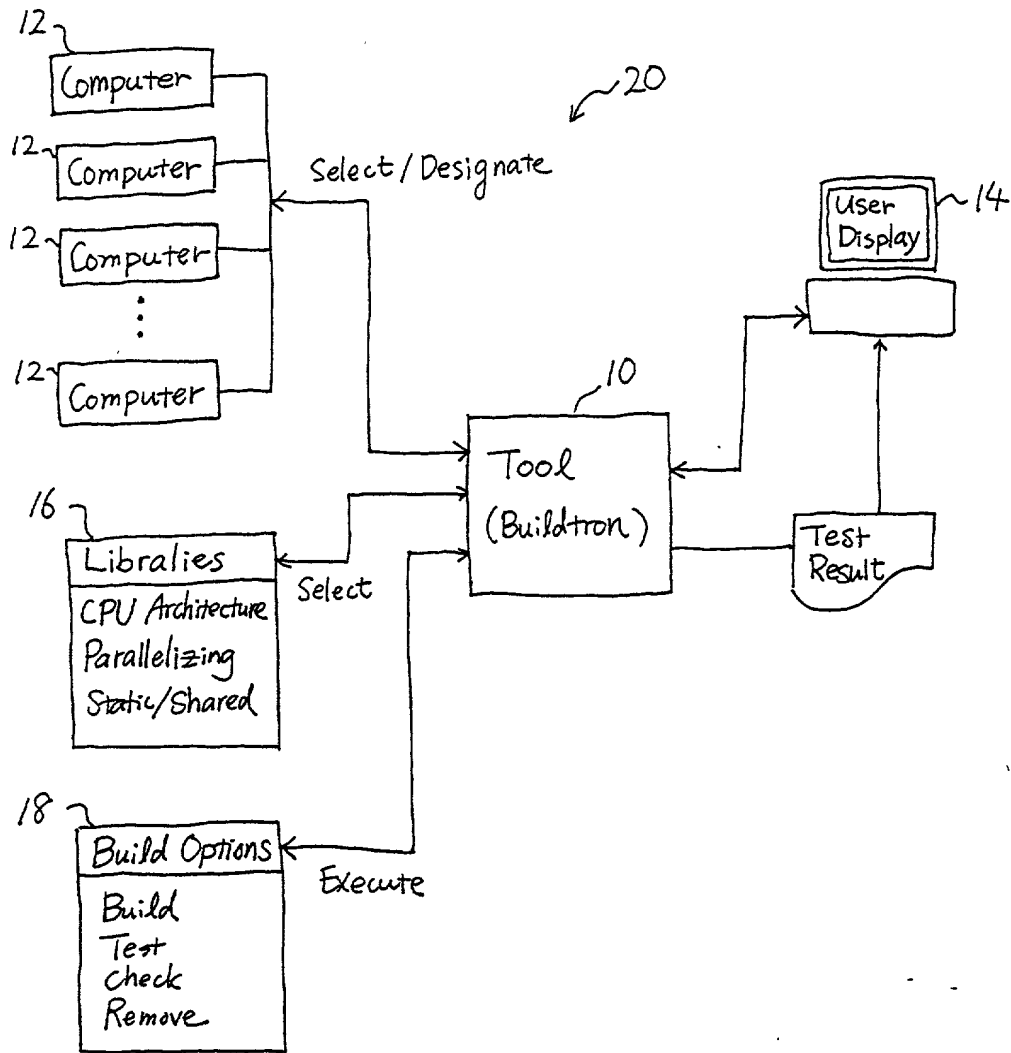 12
Computer
12
Computer
12
Computer
12
Computer
Select/Designate
20
User
Display
14
10
Tool
(Buildtron)
Test
Result
16
Libralies
CPU Architecture
Parallelizing
Static/Shared
Select
18
Build Options
Build
Test
Check
Remove
Execute